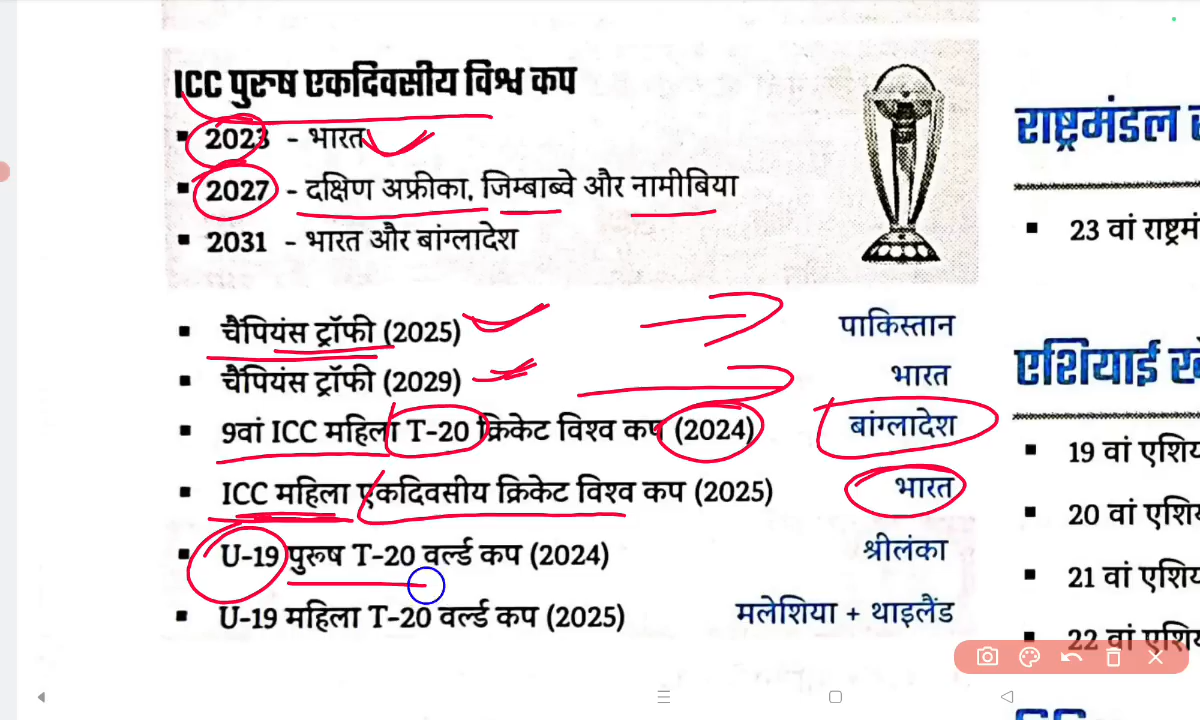 ICC पुरुष एकदिवसीय विश्व कप
▪ 2023 - भारत
▪ 2027 - दक्षिण अफ्रीका, जिम्बाब्वे और नामीबिया
▪ 2031 - भारत और बांग्लादेश
▪ चैंपियंस ट्रॉफी (2025) पाकिस्तान
▪ चैंपियंस ट्रॉफी (2029) भारत
▪ 9वां ICC महिला T-20 क्रिकेट विश्व कप (2024) बांग्लादेश
▪ ICC महिला एकदिवसीय क्रिकेट विश्व कप (2025) भारत
▪ U-19 पुरुष T-20 वर्ल्ड कप (2024) श्रीलंका
▪ U-19 महिला T-20 वर्ल्ड कप (2025) मलेशिया + थाइलैंड
राष्ट्रमंडल
▪ 23 वां राष्ट्रमं
एशियाई
▪ 19 वां एशिय
▪ 20 वां एशि
▪ 21 वां एशि
▪ 22 वां एशि